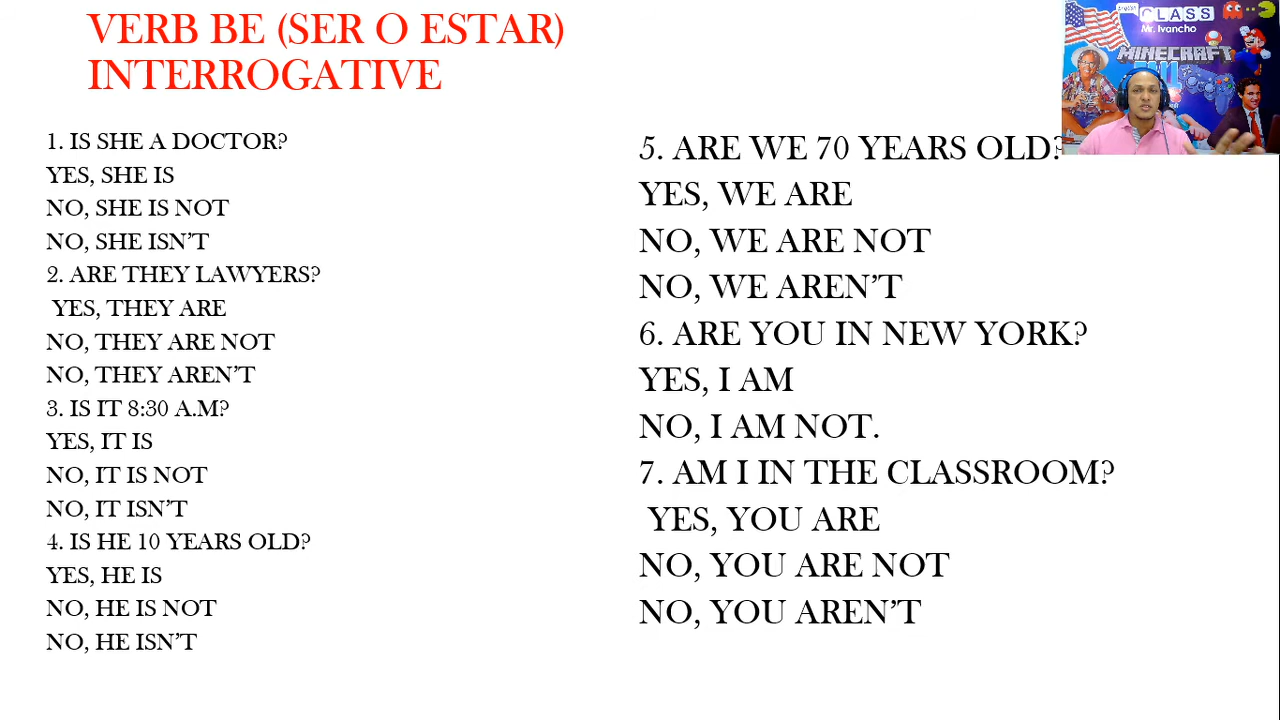 VERB BE (SER O ESTAR)
INTERROGATIVE
1. IS SHE A DOCTOR?
YES, SHE IS
NO, SHE IS NOT
NO, SHE ISN’T
2. ARE THEY LAWYERS?
YES, THEY ARE
NO, THEY ARE NOT
NO, THEY AREN’T
3. IS IT 8:30 A.M?
YES, IT IS
NO, IT IS NOT
NO, IT ISN’T
4. IS HE 10 YEARS OLD?
YES, HE IS
NO, HE IS NOT
NO, HE ISN’T
5. ARE WE 70 YEARS OLD?
YES, WE ARE
NO, WE ARE NOT
NO, WE AREN’T
6. ARE YOU IN NEW YORK?
YES, I AM
NO, I AM NOT.
7. AM I IN THE CLASSROOM?
YES, YOU ARE
NO, YOU ARE NOT
NO, YOU AREN’T
CLASS
Mr. Ivancho
MINECRAFT